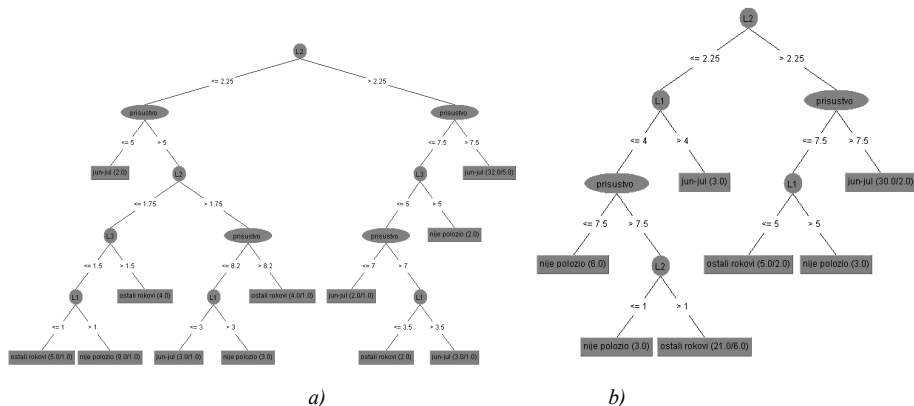 L2
L2
<= 2.25
> 2.25
<= 2.25
> 2.25
prisustvo
prisustvo
L1
prisustvo
<= 5
> 5
<= 7.5
> 7.5
<= 4
> 4
<= 7.5
> 7.5
jun-jul (2.0)
L2
L3
jun-jul (32.0/5.0)
prisustvo
jun-jul (3.0)
L1
jun-jul (30.0/2.0)
<= 1.75
> 1.75
<= 5
> 5
<= 7.5
> 7.5
<= 5
> 5
L3
prisustvo
prisustvo
nije polozio (2.0)
nije polozio (6.0)
L2
ostali rokovi (5.0/2.0)
nije polozio (3.0)
<= 1.5
> 1.5
<= 8.2
> 8.2
<= 7
> 7
<= 1
> 1
L1
ostali rokovi (4.0)
L1
ostali rokovi (4.0/1.0)
jun-jul (2.0/1.0)
L1
nije polozio (3.0)
ostali rokovi (21.0/6.0)
<= 1
> 1
<= 3
> 3
<= 3.5
> 3.5
ostali rokovi (5.0/1.0)
nije polozio (9.0/1.0)
jun-jul (3.0/1.0)
nije polozio (3.0)
ostali rokovi (2.0)
jun-jul (3.0/1.0)
a)
b)